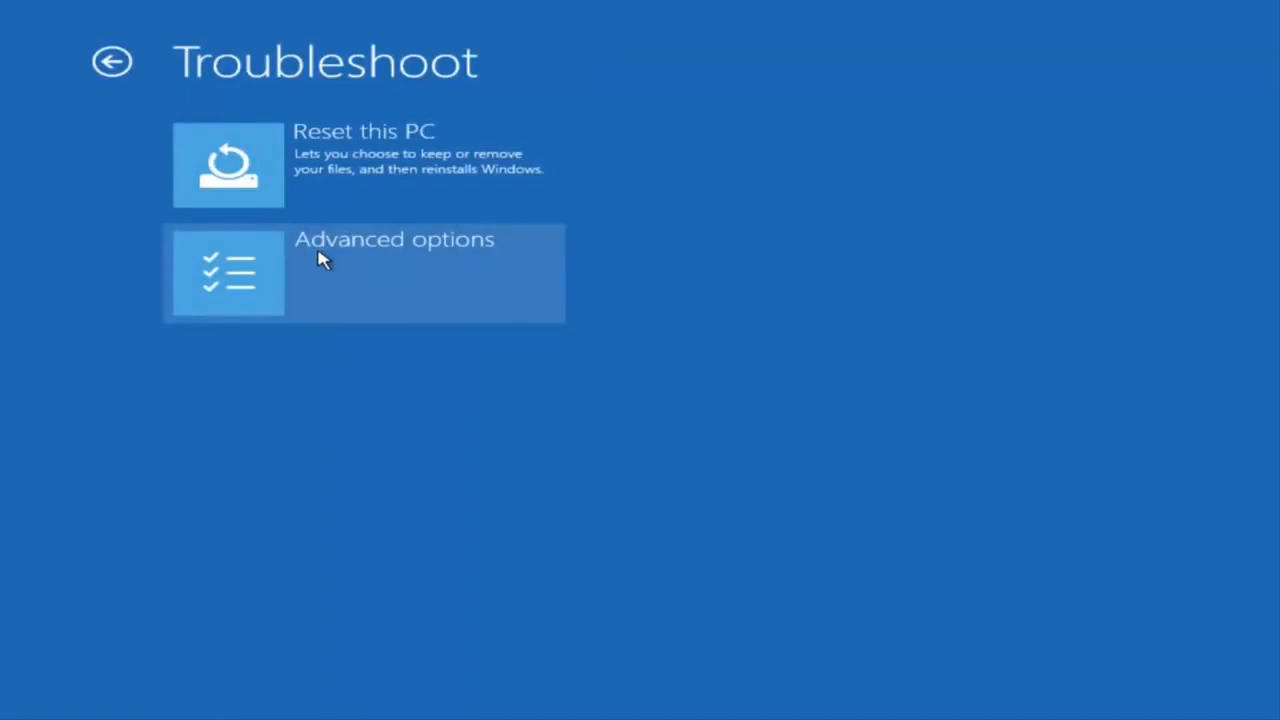 Troubleshoot
Reset this PC
Lets you choose to keep or remove
your files, and then reinstalls Windows.
Advanced options